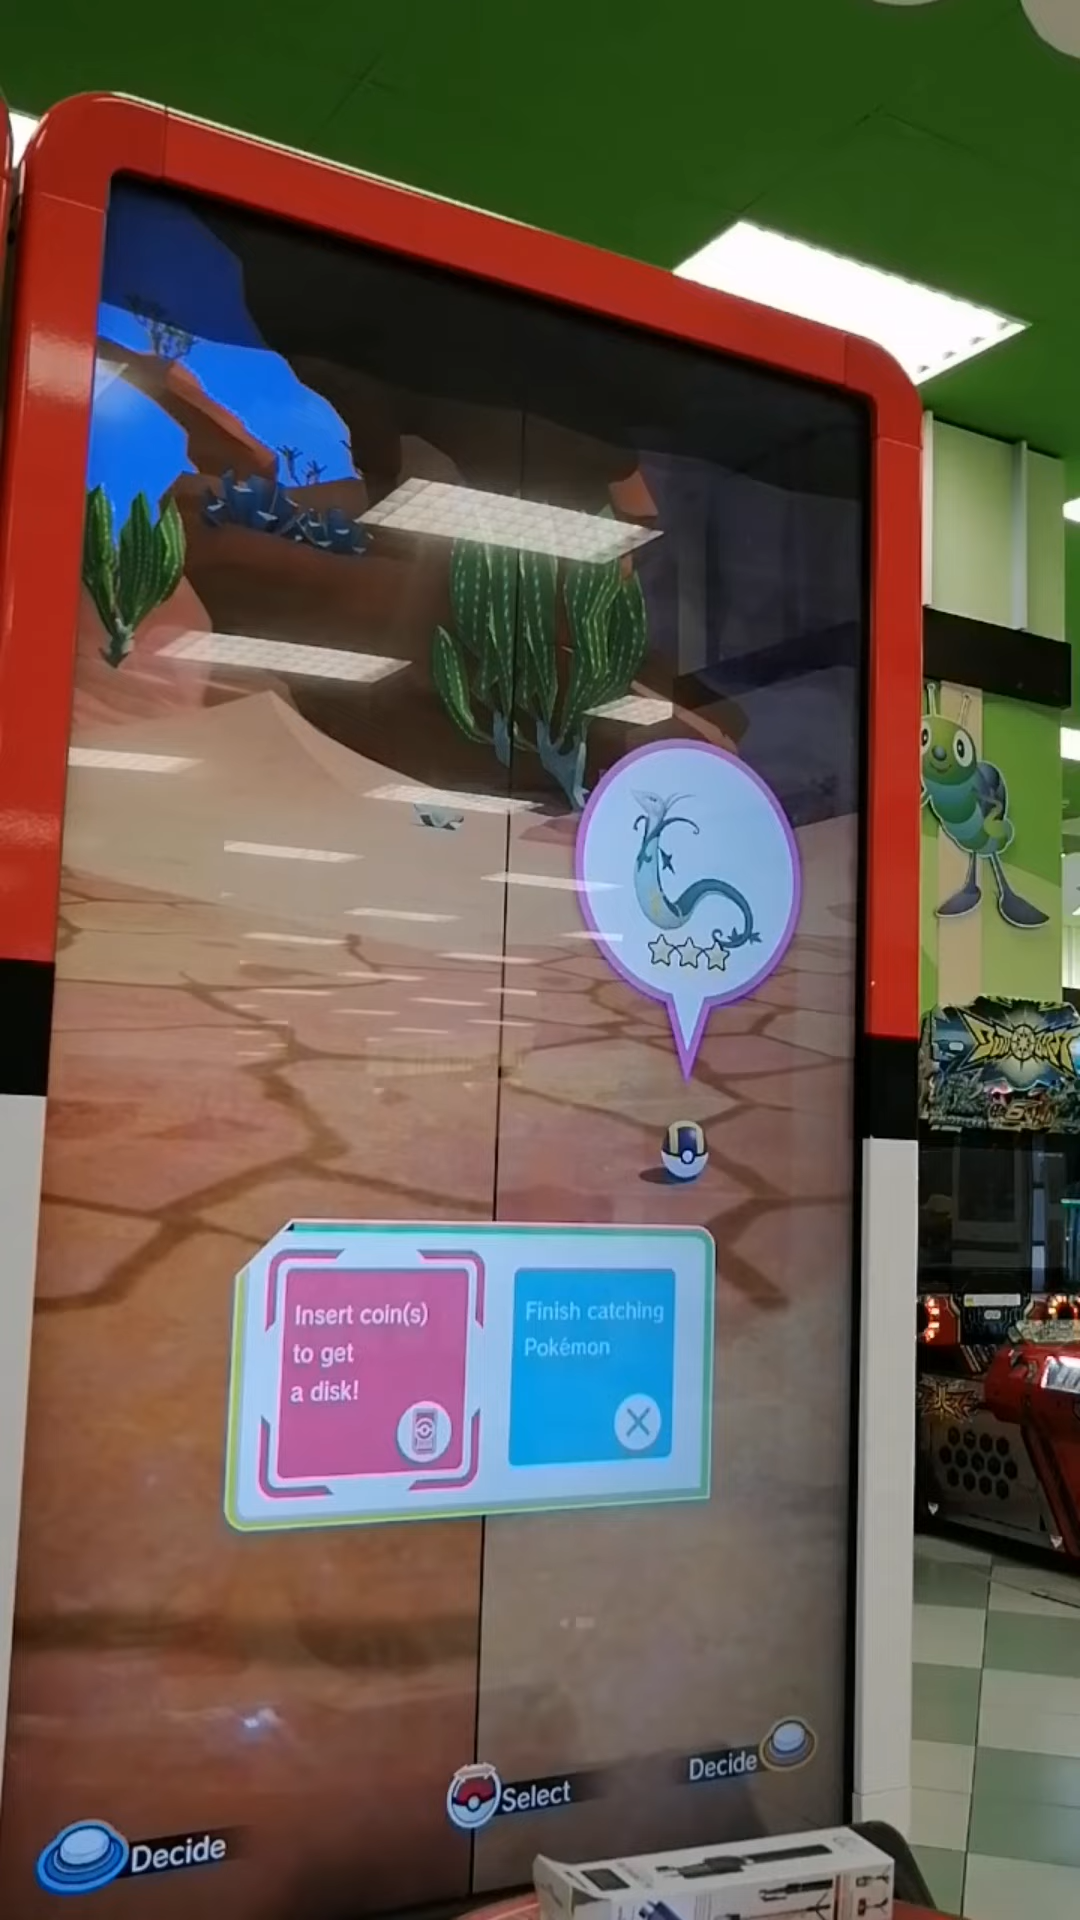 Insert coin(s)
to get
a disk!
Finish catching
Pokémon
Decide
Select
Decide